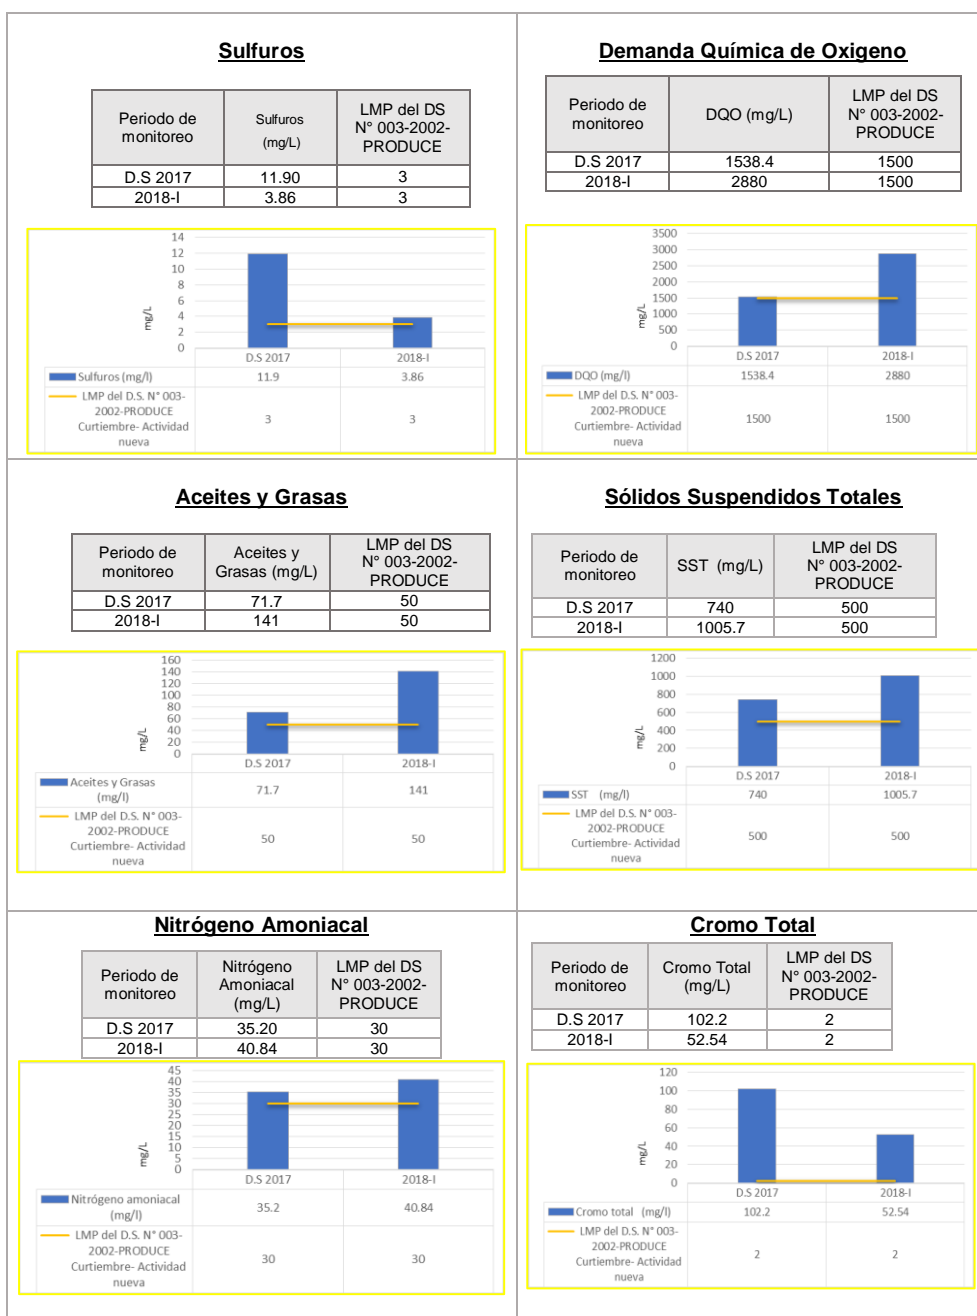 Sulfuros
Periodo de monitoreo | Sulfuros (mg/L) | LMP del DS N° 003-2002-PRODUCE
D.S 2017 | 11.90 | 3
2018-I | 3.86 | 3
14
12
10
8
6
4
2
0
mg/L
D.S 2017 | 2018-I
Sulfuros (mg/l) | 11.9 | 3.86
LMP del D.S. N° 003-2002-PRODUCE Curtiembre- Actividad nueva | 3 | 3
Demanda Química de Oxigeno
Periodo de monitoreo | DQO (mg/L) | LMP del DS N° 003-2002-PRODUCE
D.S 2017 | 1538.4 | 1500
2018-I | 2880 | 1500
3500
3000
2500
2000
1500
1000
500
0
mg/L
D.S 2017 | 2018-I
DQO (mg/l) | 1538.4 | 2880
LMP del D.S. N° 003-2002-PRODUCE Curtiembre- Actividad nueva | 1500 | 1500
Aceites y Grasas
Periodo de monitoreo | Aceites y Grasas (mg/L) | LMP del DS N° 003-2002-PRODUCE
D.S 2017 | 71.7 | 50
2018-I | 141 | 50
160
140
120
100
80
60
40
20
0
mg/L
D.S 2017 | 2018-I
Aceites y Grasas (mg/l) | 71.7 | 141
LMP del D.S. N° 003-2002-PRODUCE Curtiembre- Actividad nueva | 50 | 50
Sólidos Suspendidos Totales
Periodo de monitoreo | SST (mg/L) | LMP del DS N° 003-2002-PRODUCE
D.S 2017 | 740 | 500
2018-I | 1005.7 | 500
1200
1000
800
600
400
200
0
mg/L
D.S 2017 | 2018-I
SST (mg/l) | 740 | 1005.7
LMP del D.S. N° 003-2002-PRODUCE Curtiembre- Actividad nueva | 500 | 500
Nitrógeno Amoniacal
Periodo de monitoreo | Nitrógeno Amoniacal (mg/L) | LMP del DS N° 003-2002-PRODUCE
D.S 2017 | 35.20 | 30
2018-I | 40.84 | 30
45
40
35
30
25
20
15
10
5
0
mg/L
D.S 2017 | 2018-I
Nitrógeno amoniacal (mg/l) | 35.2 | 40.84
LMP del D.S. N° 003-2002-PRODUCE Curtiembre- Actividad nueva | 30 | 30
Cromo Total
Periodo de monitoreo | Cromo Total (mg/L) | LMP del DS N° 003-2002-PRODUCE
D.S 2017 | 102.2 | 2
2018-I | 52.54 | 2
120
100
80
60
40
20
0
mg/L
D.S 2017 | 2018-I
Cromo total (mg/l) | 102.2 | 52.54
LMP del D.S. N° 003-2002-PRODUCE Curtiembre- Actividad nueva | 2 | 2